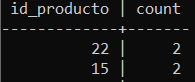 id_producto | count
-------------+-------
22 | 2
15 | 2